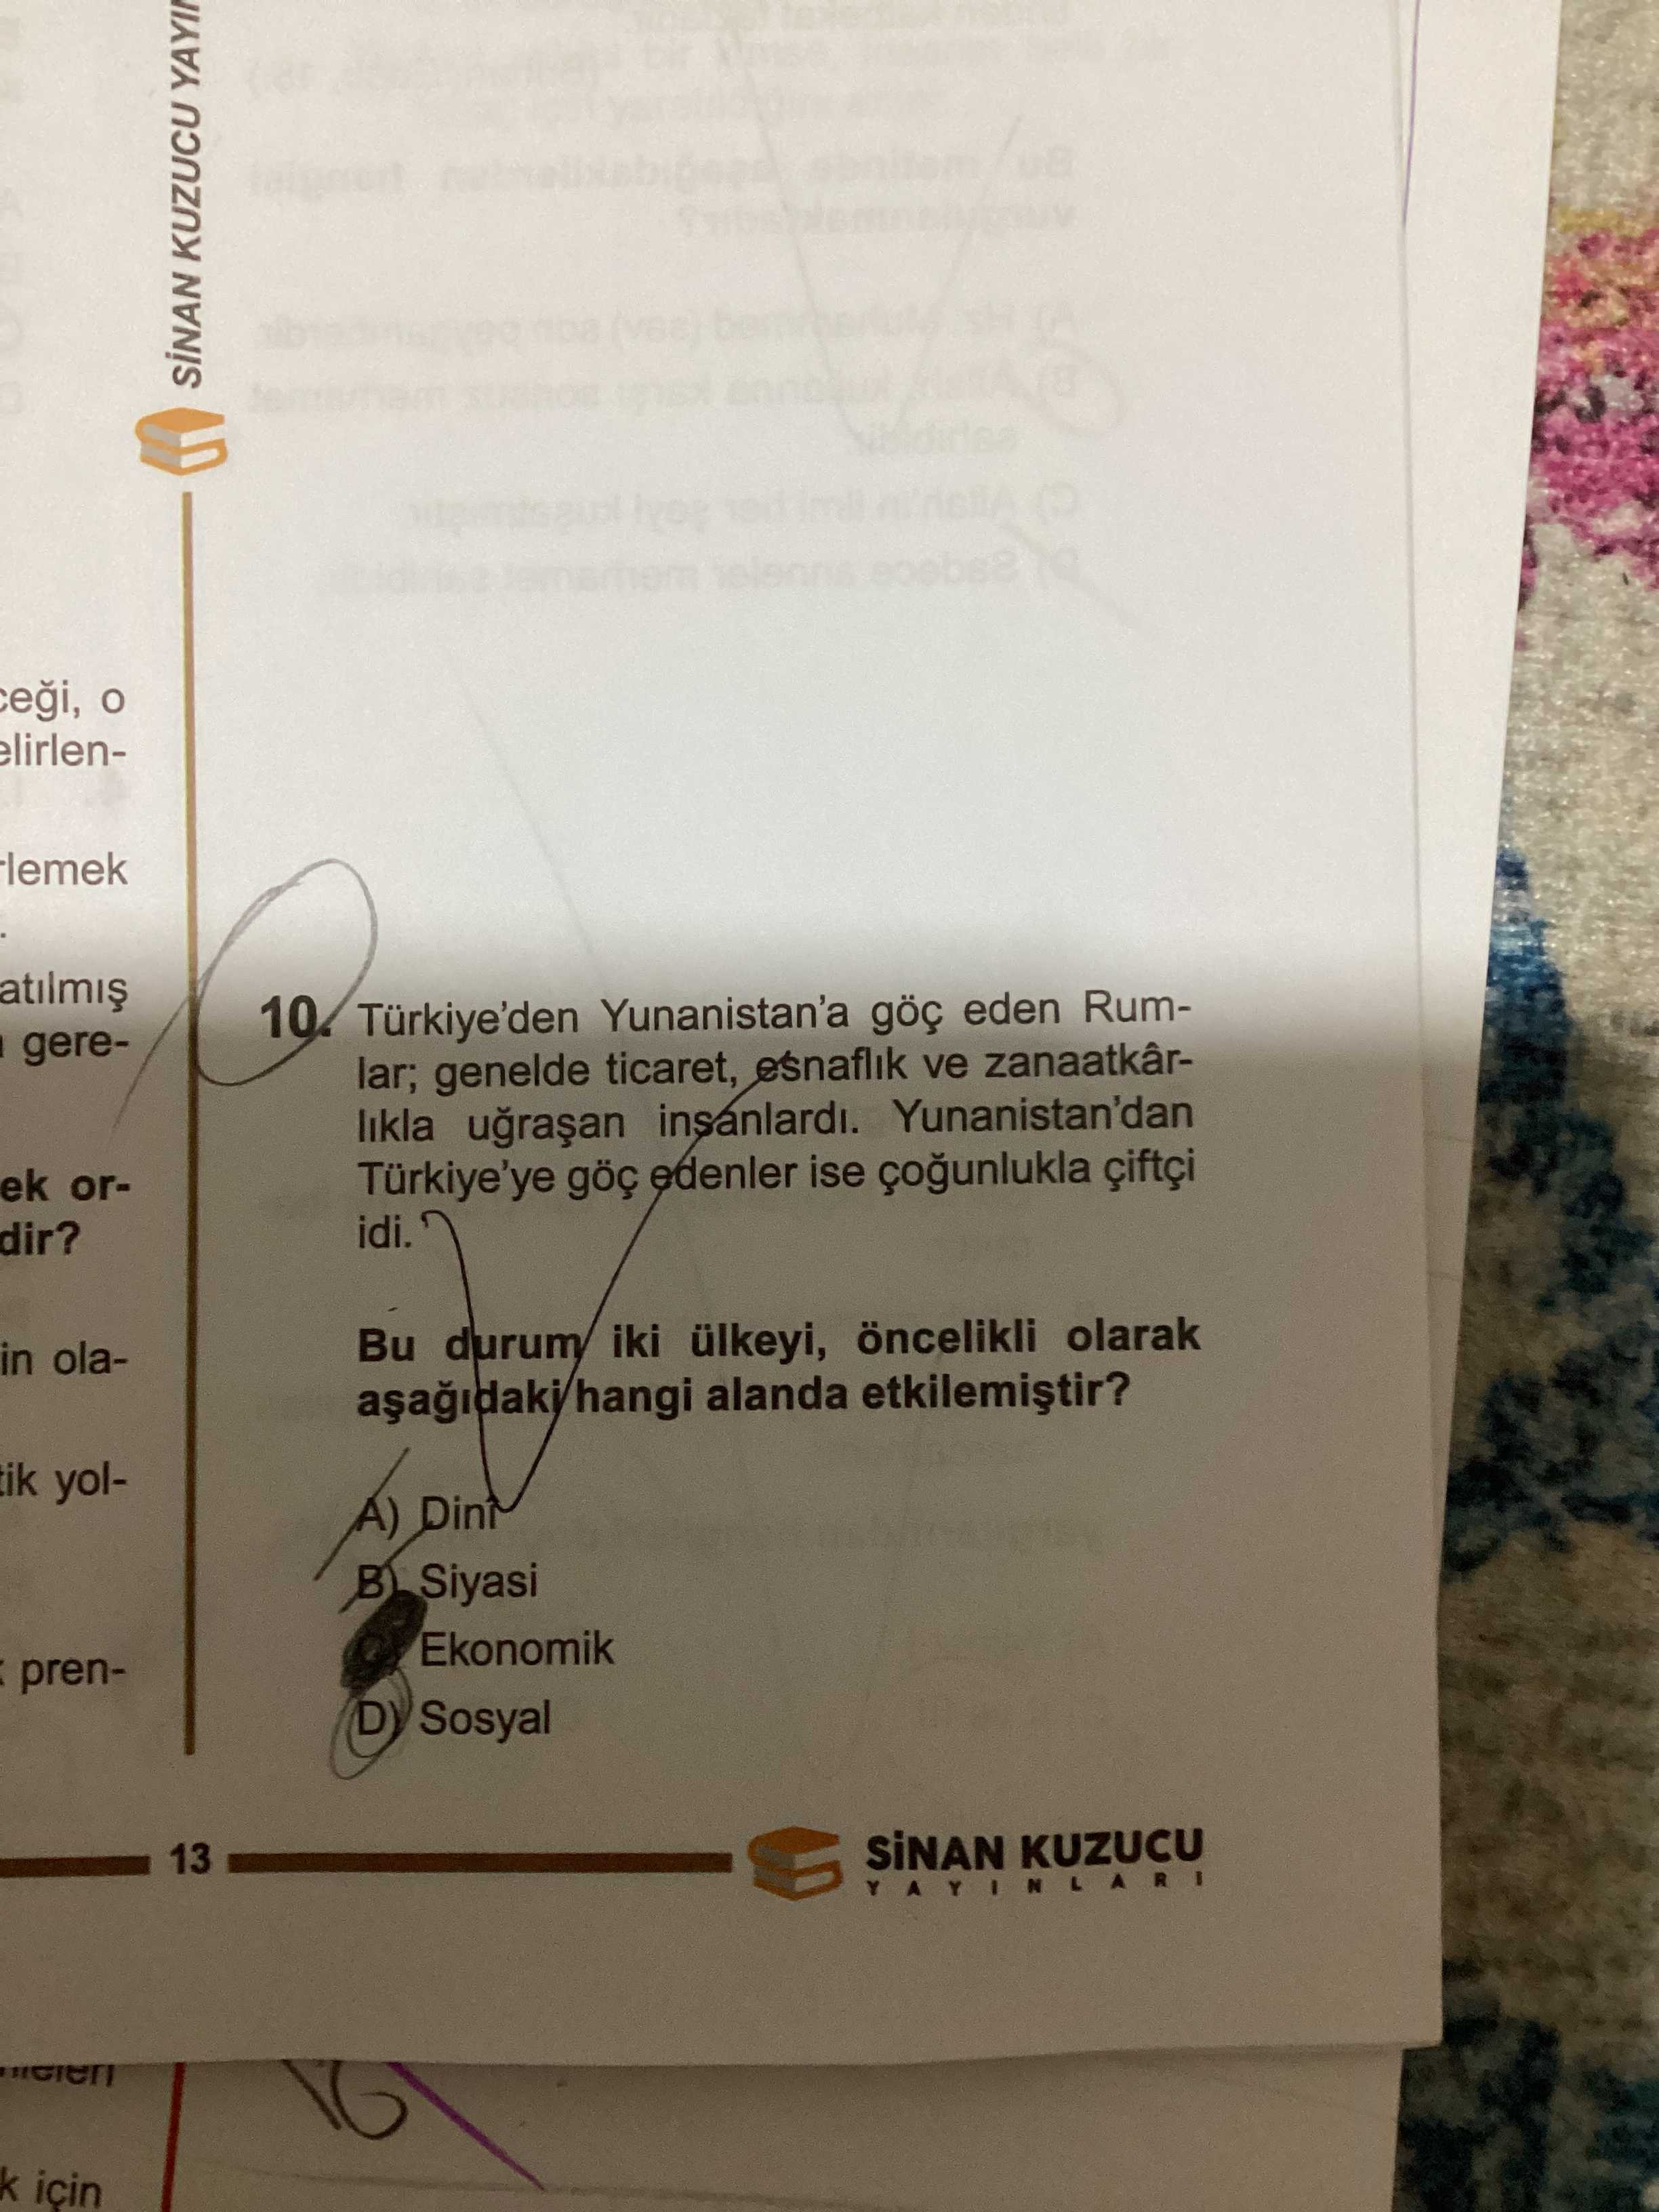 SİNAN KUZUCU YAYIN
ceği, o
elirlen-
rlemek
atılmış
gere-
ek or-
dir?
in ola-
tik yol-
pren-
10. Türkiye'den Yunanistan'a göç eden Rum-
lar; genelde ticaret, esnaflık ve zanaatkâr-
lıkla uğraşan insanlardı. Yunanistan'dan
Türkiye'ye göç edenler ise çoğunlukla çiftçi
idi.
Bu durum iki ülkeyi, öncelikli olarak
aşağıdaki hangi alanda etkilemiştir?
A) Dinî
B) Siyasi
C) Ekonomik
D) Sosyal
13
SİNAN KUZUCU
YAYINLARI
k için